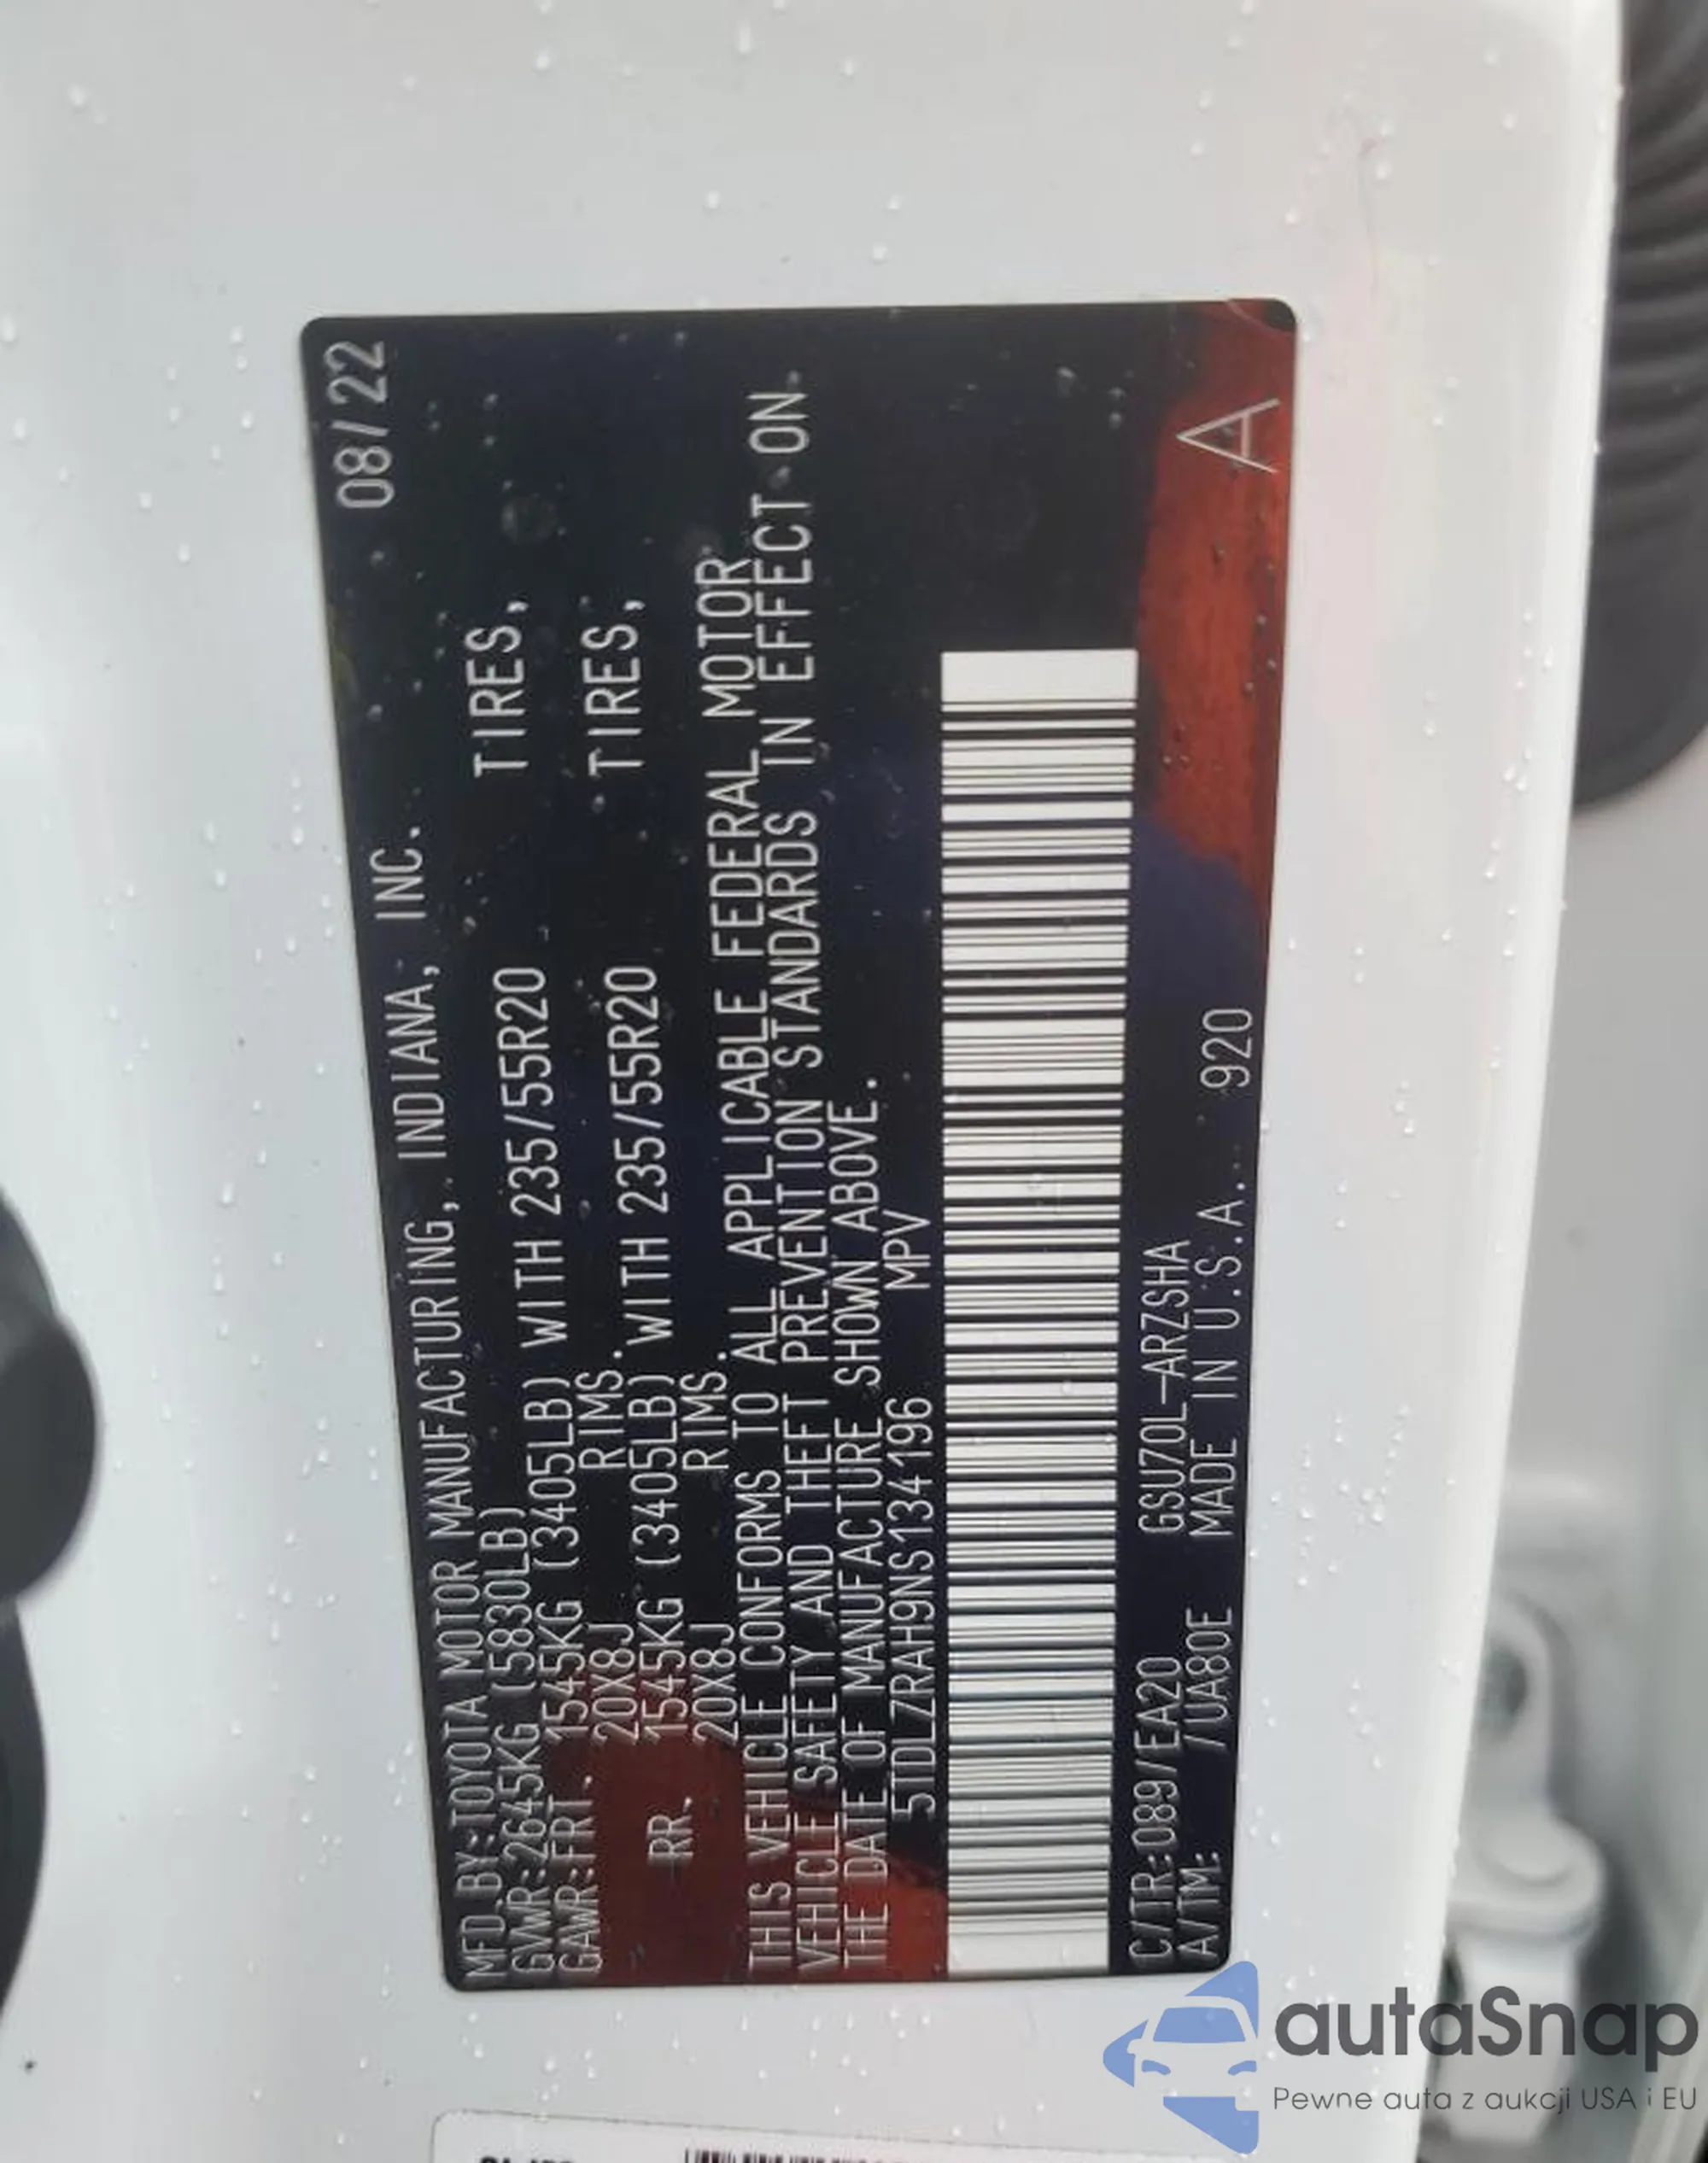 MFD.BY:TOYOTA MOTOR MANUFACTURING, INDIANA, INC. 08/22
GVWR:2645KG (5830LB)
GAWR:FRT. 1545KG (3405LB) WITH 235/55R20 TIRES,
20X8J RIMS.
RR. 1545KG (3405LB) WITH 235/55R20 TIRES,
20X8J RIMS.
THIS VEHICLE CONFORMS TO ALL APPLICABLE FEDERAL MOTOR
VEHICLE SAFETY AND THEFT PREVENTION STANDARDS IN EFFECT ON
THE DATE OF MANUFACTURE SHOWN ABOVE.
5TDLZRAH9NS134196 MPV
C/TR:089/EA20 GSU70L-ARZSHA
A/TM: /UA80E MADE IN U.S.A. 920
A
autaSnap
Pewne auta z aukcji USA i EU